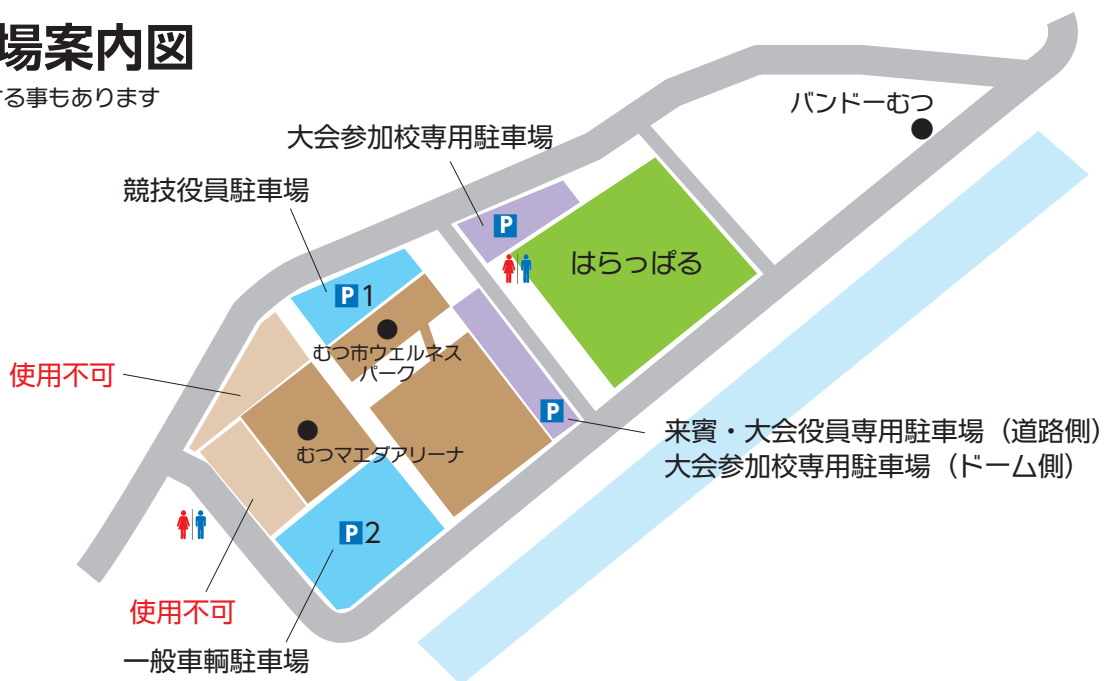 場案内図
する事もあります
バンドーむつ
大会参加校専用駐車場
競技役員駐車場
P
はらっぱる
P1
むつ市ウェルネス
パーク
使用不可
P
来賓・大会役員専用駐車場（道路側）
大会参加校専用駐車場（ドーム側）
むつマエダアリーナ
P2
使用不可
一般車輌駐車場